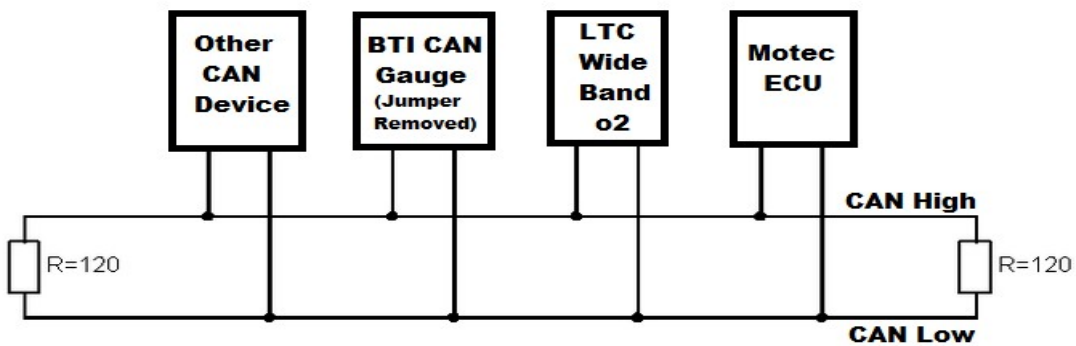 Other
CAN
Device
BTI CAN
Gauge
(Jumper
Removed)
LTC
Wide
Band
o2
Motec
ECU
CAN High
R=120
R=120
CAN Low